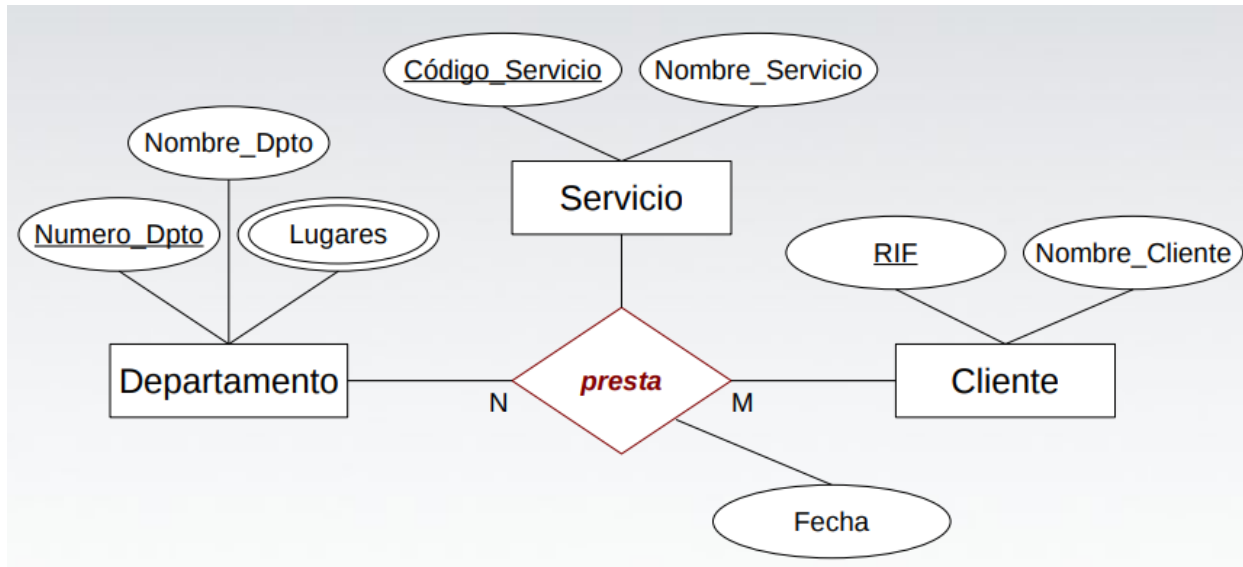 Código_Servicio
Nombre_Servicio
Nombre_Dpto
Servicio
Numero_Dpto
Lugares
RIF
Nombre_Cliente
Departamento
presta
Cliente
N
M
Fecha